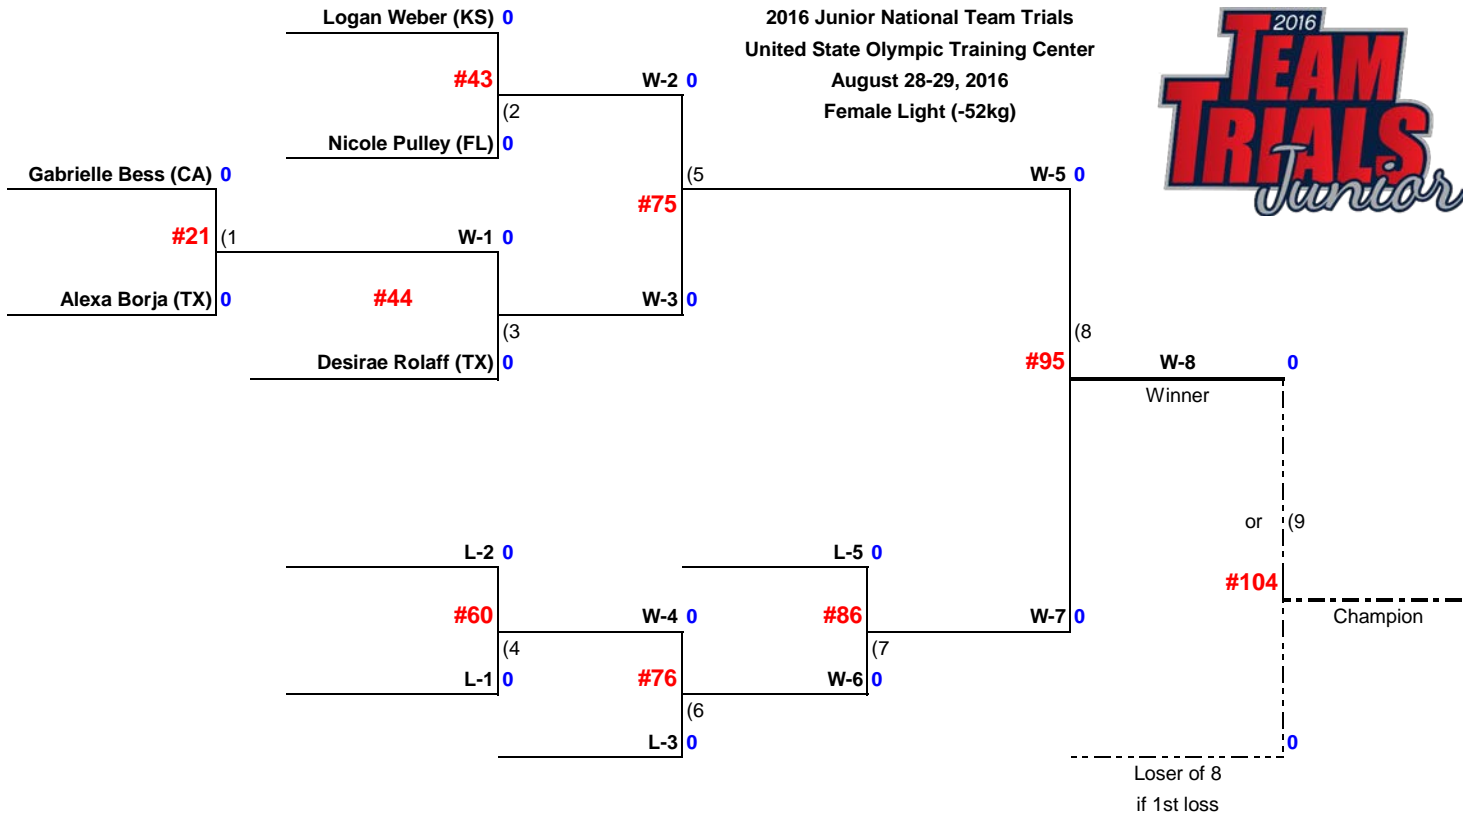 Logan Weber (KS) 0
2016 Junior National Team Trials
2016
TEAM
TRIALS
Junior
United State Olympic Training Center
#43
W-2 0
August 28-29, 2016
(2
Female Light (-52kg)
Nicole Pulley (FL) 0
Gabrielle Bess (CA) 0
(5
W-5 0
#75
#21 (1
W-1 0
Alexa Borja (TX) 0
#44
W-3 0
(3
(8
Desirae Rolaff (TX) 0
#95
W-8 0
Winner
or (9
L-2 0
L-5 0
#104
#60
W-4 0
#86
W-7 0
Champion
(4
(7
L-1 0
#76
W-6 0
(6
L-3 0
0
Loser of 8
if 1st loss